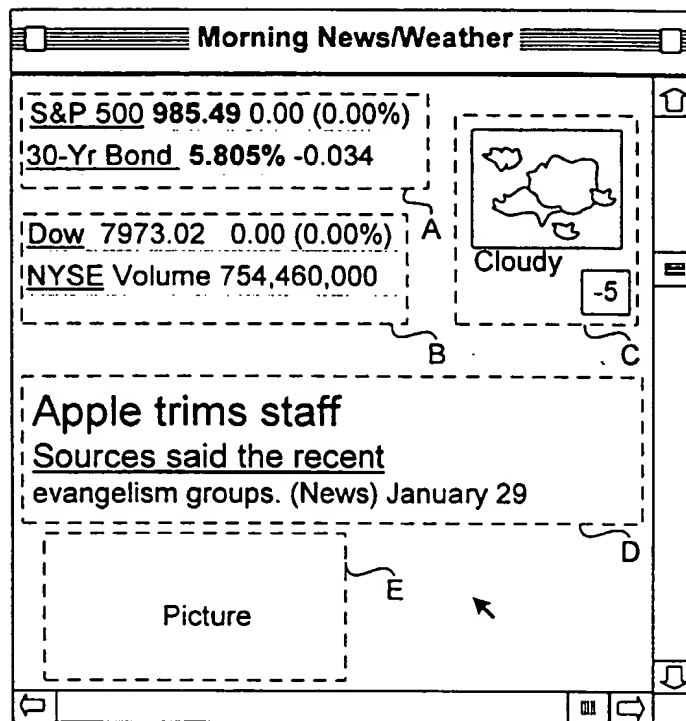 Morning News/Weather
S&P 500 985.49 0.00 (0.00%)
30-Yr Bond 5.805% -0.034
A
Dow 7973.02 0.00 (0.00%)
NYSE Volume 754,460,000
B
Cloudy
-5
C
Apple trims staff
Sources said the recent
evangelism groups. (News) January 29
D
Picture
E